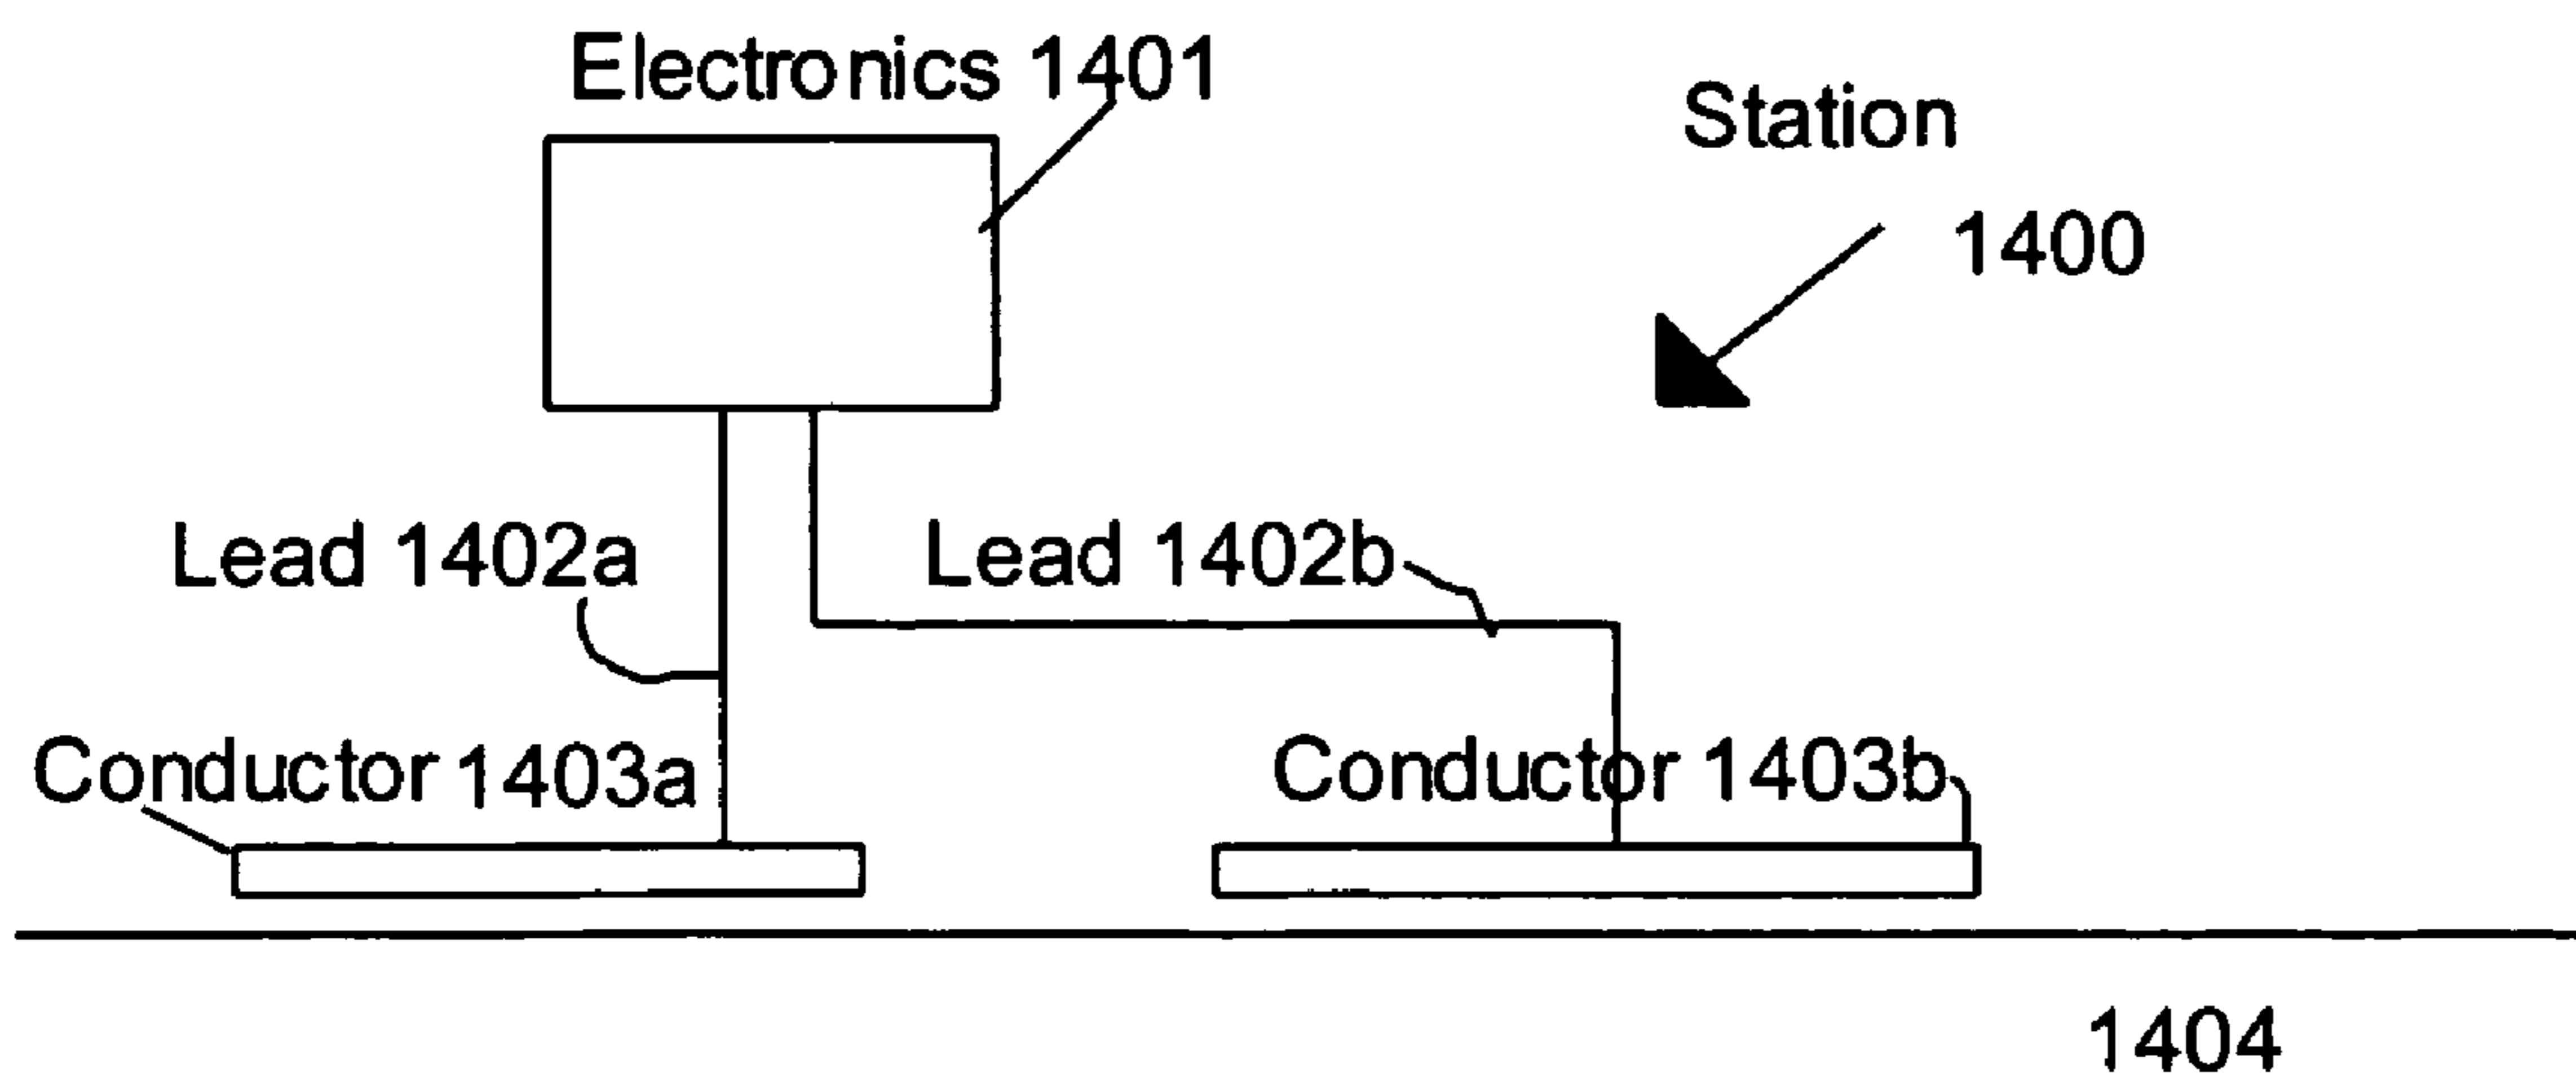 Electronics 1401
Station
1400
Lead 1402a
Lead 1402b
Conductor 1403a
Conductor 1403b
1404